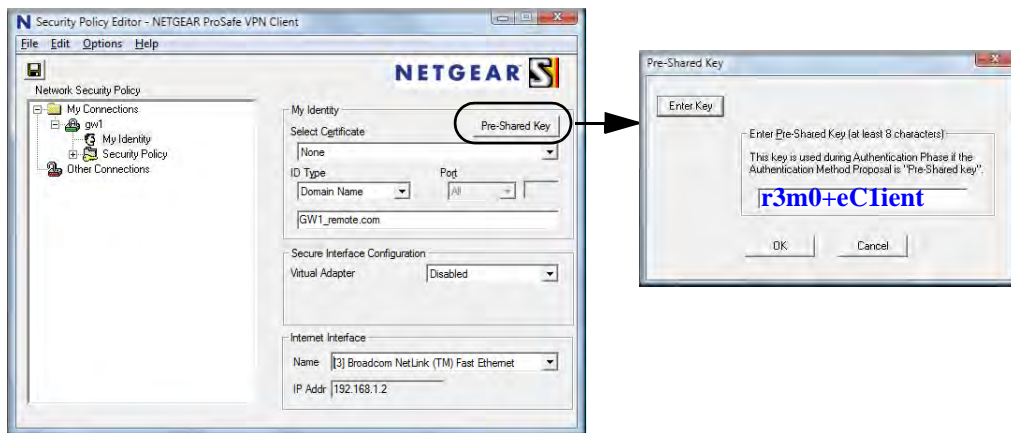 Security Policy Editor - NETGEAR ProSafe VPN Client
File Edit Options Help
NETGEAR
Network Security Policy
My Connections
gw1
My Identity
Security Policy
Other Connections
My Identity
Pre-Shared Key
Select Certificate
None
ID Type Port
Domain Name All
GW1_remote.com
Secure Interface Configuration
Virtual Adapter Disabled
Internet Interface
Name [3] Broadcom NetLink (TM) Fast Ethernet
IP Addr 192.168.1.2
Pre-Shared Key
Enter Key
Enter Pre-Shared Key (at least 8 characters)
This key is used during Authentication Phase if the
Authentication Method Proposal is "Pre-Shared key".
r3m0+eC1ient
OK Cancel